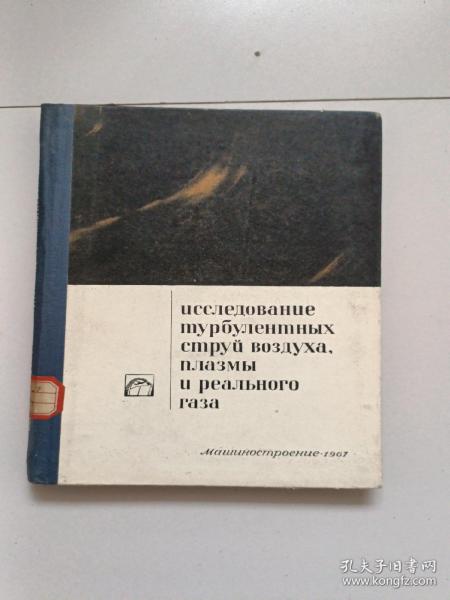 исследование
турбулентных
струй воздуха,
плазмы
и реального
газа
Машиностроение·1967
孔夫子旧书网
www.kongfz.com